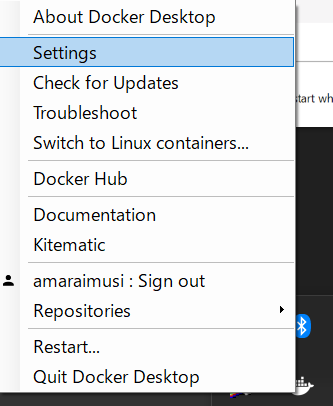 About Docker Desktop
Settings
start wh
Check for Updates
Troubleshoot
Switch to Linux containers...
Docker Hub
Documentation
Kitematic
amaraimusi : Sign out
Repositories
Restart...
Quit Docker Desktop